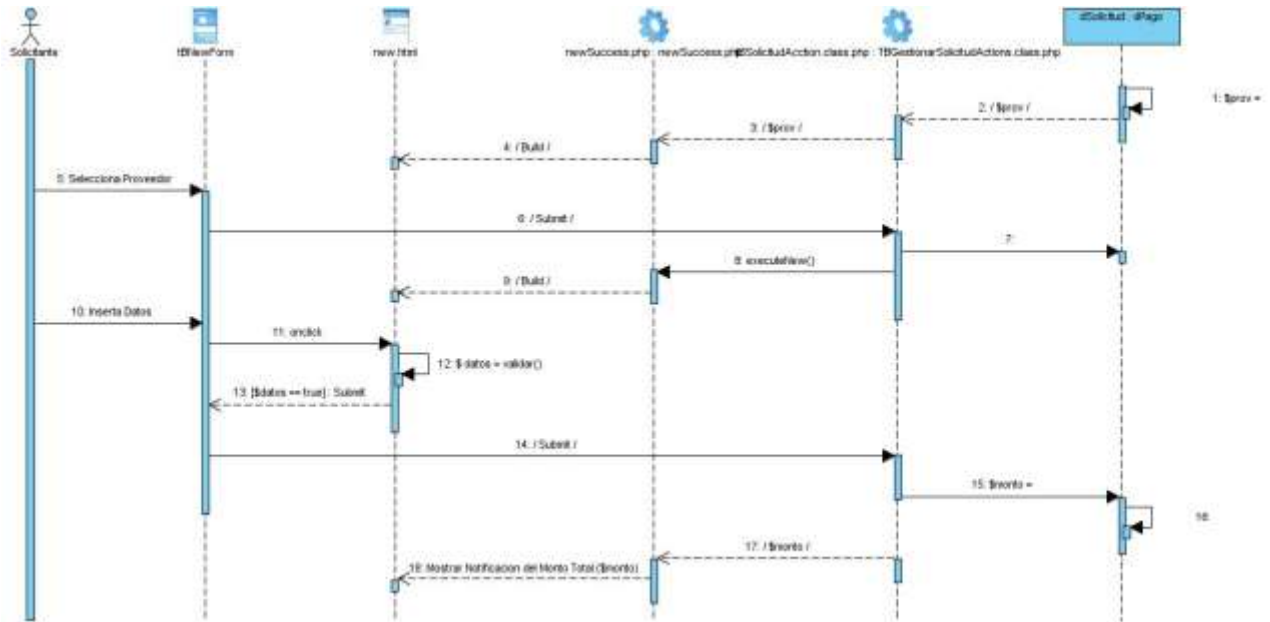 Solicitante
tBNewForm
new.html
newSuccess.php : newSuccess.php
tBSolicitudAcction.class.php : TBGestionarSolicitudActions.class.php
dSolicitud : dPago
1: $prov =
2: / $prov /
3: / $prov /
4: / Build /
5: Selecciona Proveedor
6: / Submit /
7:
8: executeNew()
9: / Build /
10: Inserta Datos
11: onclick
12: $ datos = validar()
13: [$datos == true] : Submit
14: / Submit /
15: $monto =
16:
17: / $monto /
18: Mostrar Notificacion del Monto Total ($monto)